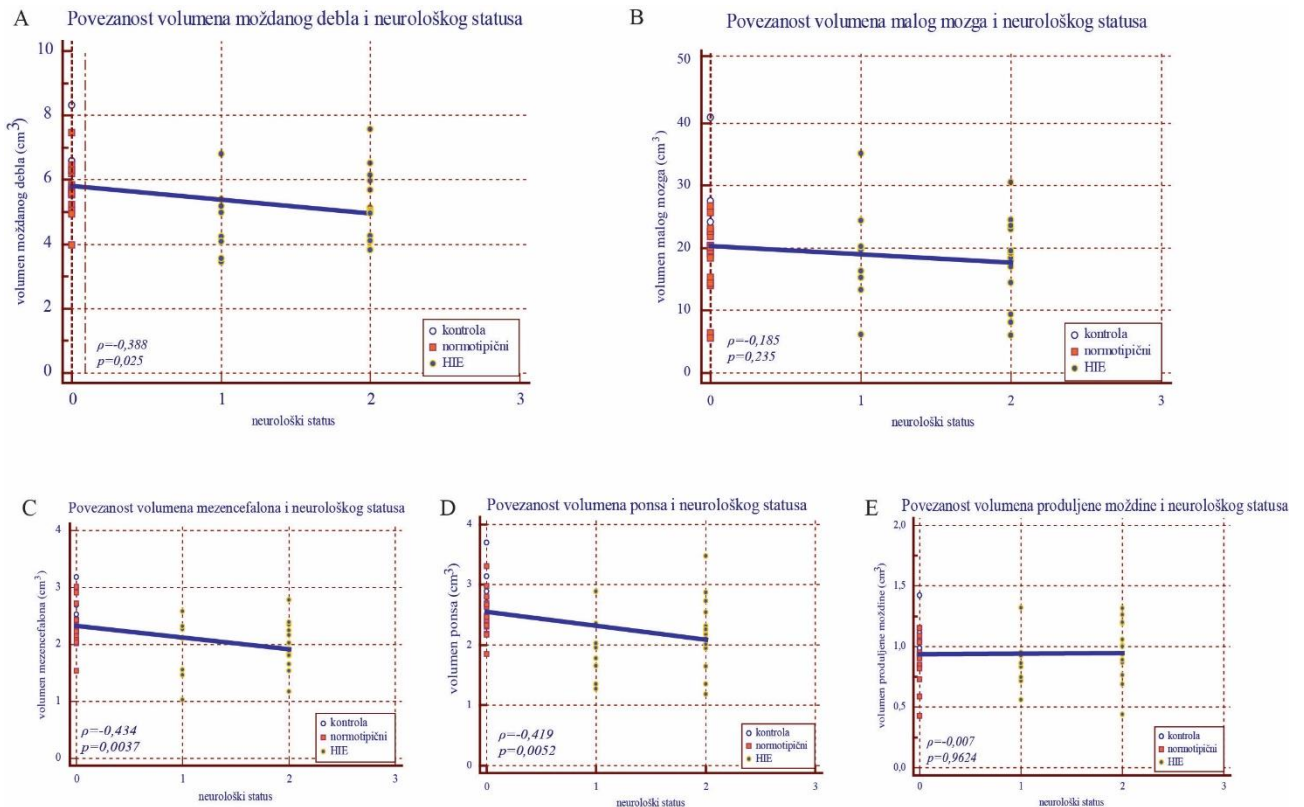 A
Povezanost volumena moždanog debla i neurološkog statusa
volumen moždanog debla (cm³)
10
8
6
4
2
0
ρ=-0,388
p=0,025
kontrola
normotipični
HIE
0 1 2 3
neurološki status
B
Povezanost volumena malog mozga i neurološkog statusa
volumen malog mozga (cm³)
50
40
30
20
10
0
ρ=-0,185
p=0,235
kontrola
normotipični
HIE
0 1 2 3
neurološki status
C
Povezanost volumena mezencefalona i neurološkog statusa
volumen mezencefalona (cm³)
4
3
2
1
0
ρ=-0,434
p=0,0037
kontrola
normotipični
HIE
0 1 2 3
neurološki status
D
Povezanost volumena ponsa i neurološkog statusa
volumen ponsa (cm³)
4
3
2
1
0
ρ=-0,419
p=0,0052
kontrola
normotipični
HIE
0 1 2 3
neurološki status
E
Povezanost volumena produljene moždine i neurološkog statusa
volumen produljene moždine (cm³)
2,0
1,5
1,0
0,5
0,0
ρ=-0,007
p=0,9624
kontrola
normotipični
HIE
0 1 2 3
neurološki status